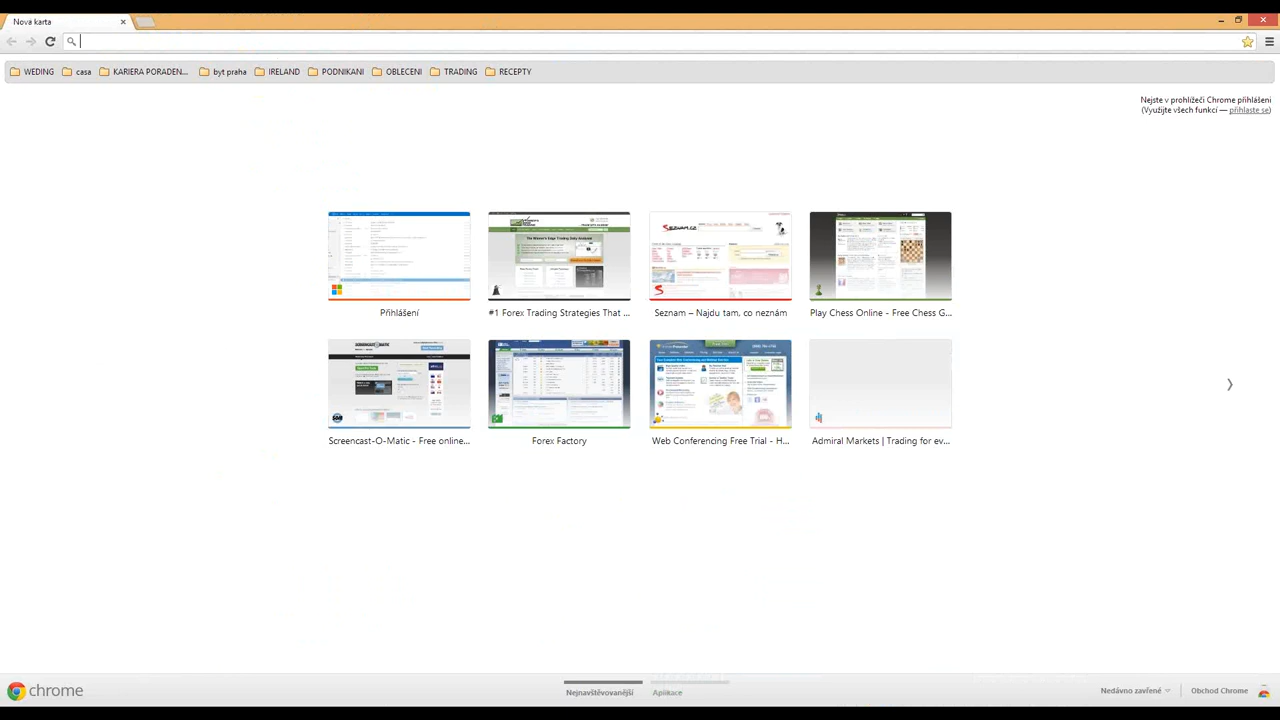 Nová karta
WEDING casa KARIERA PORADEN... byt praha IRELAND PODNIKANI OBLECENI TRADING RECEPTY
Nejste v prohlížeči Chrome přihlášeni
(Využijte všech funkcí — přihlaste se)
Přihlášení #1 Forex Trading Strategies That ... Seznam – Najdu tam, co neznám Play Chess Online - Free Chess G...
Screencast-O-Matic - Free online... Forex Factory Web Conferencing Free Trial - H... Admiral Markets | Trading for ev...
chrome Nejnavštěvovanější Aplikace Nedávno zavřené Obchod Chrome